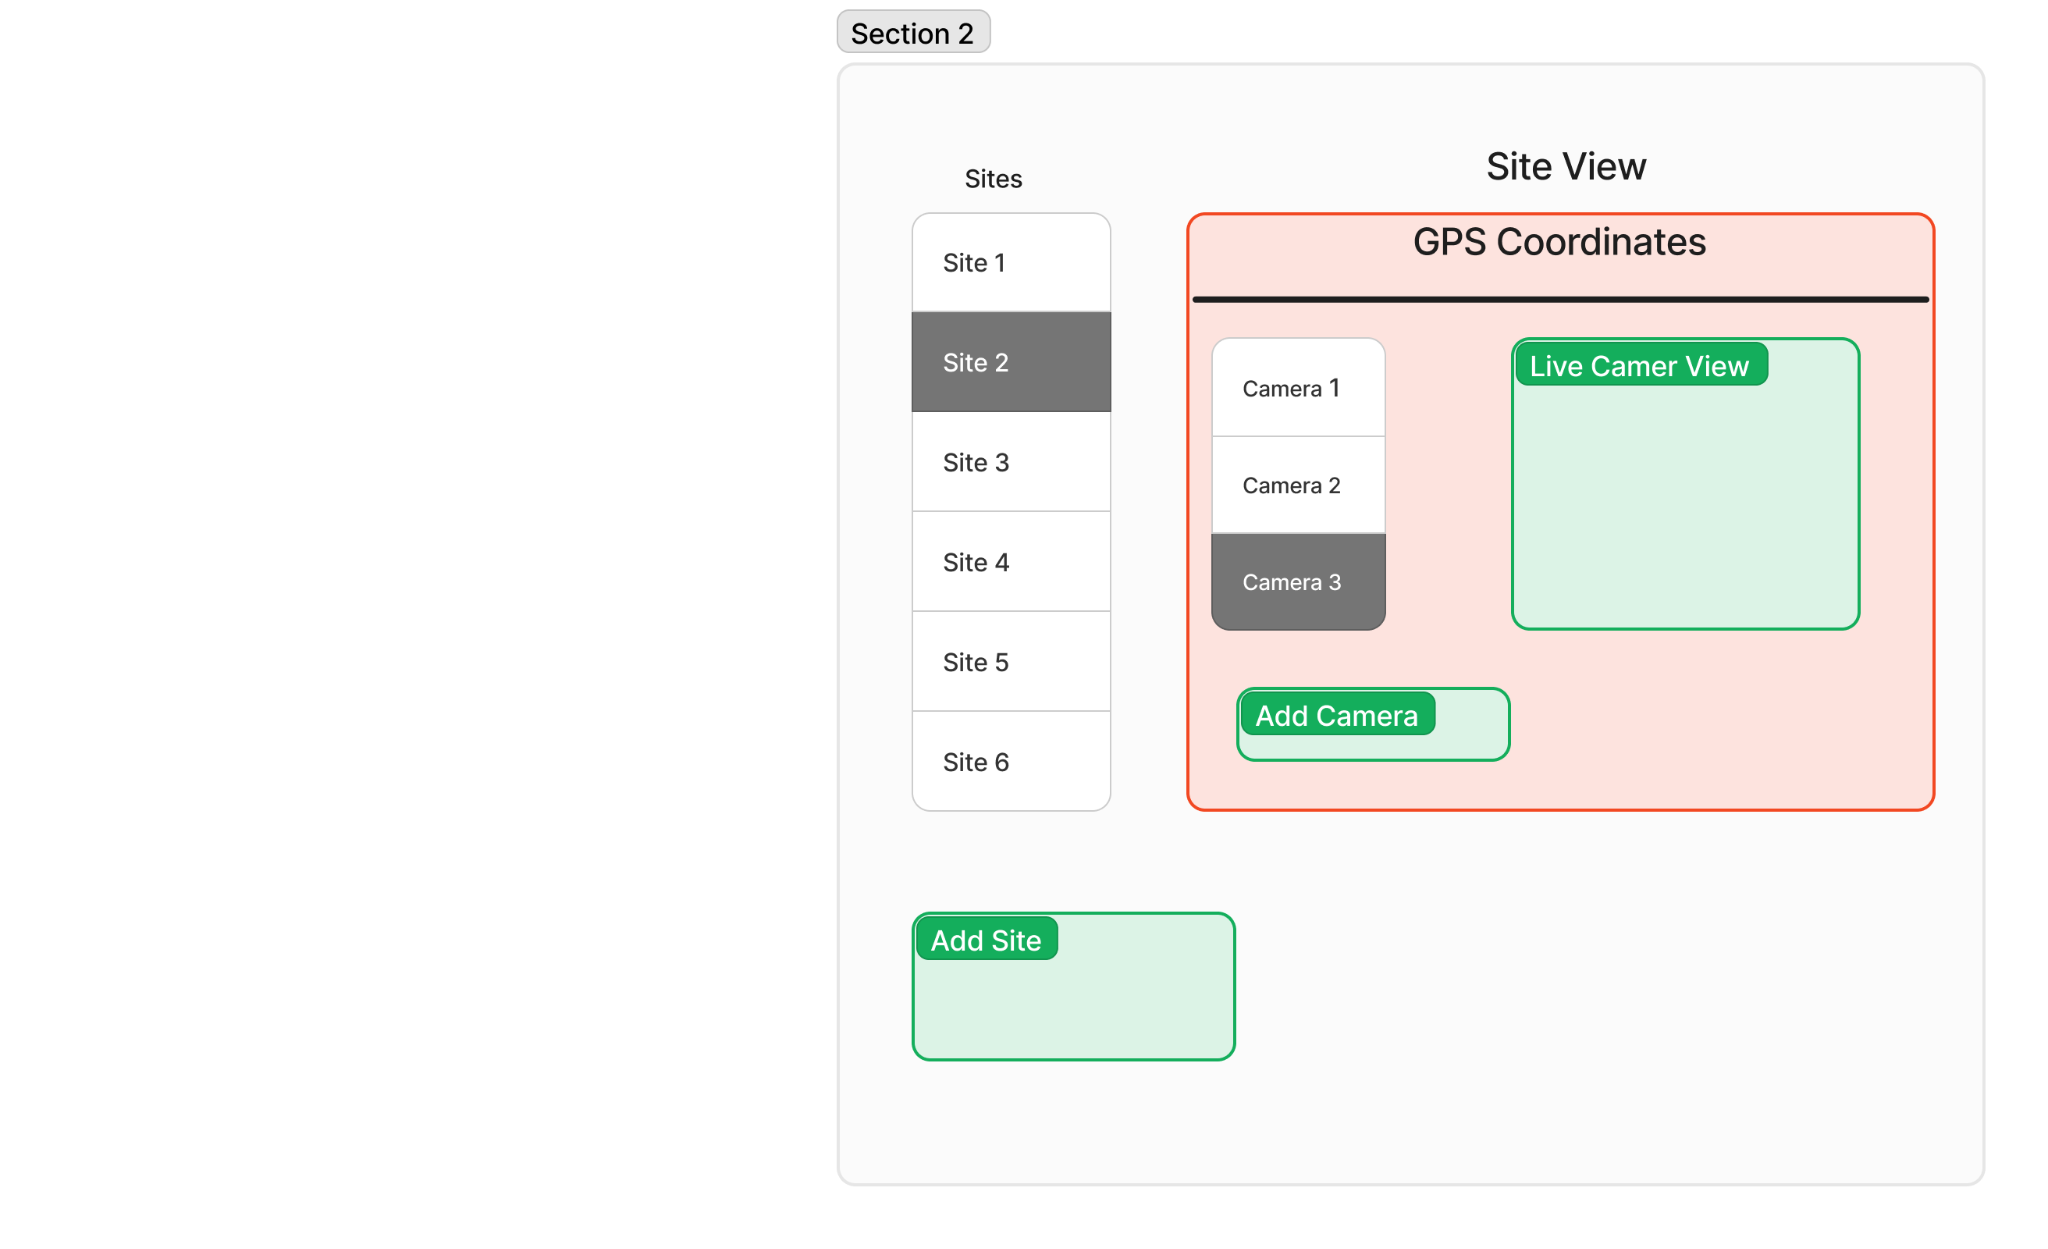 Section 2
Sites
Site 1
Site 2
Site 3
Site 4
Site 5
Site 6
Site View
GPS Coordinates
Camera 1
Camera 2
Camera 3
Live Camer View
Add Camera
Add Site